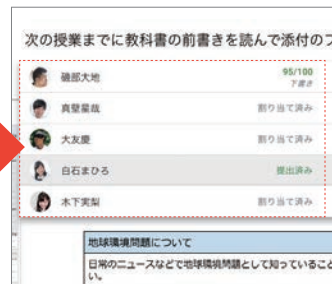 次の授業までに教科書の前書きを読んで添付のフ
磯部大地 95/100
下書き
真壁星哉 割り当て済み
大友慶 割り当て済み
白石まひろ 提出済み
木下実梨 割り当て済み
地球環境問題について
日常のニュースなどで地球環境問題として知っていること
い。